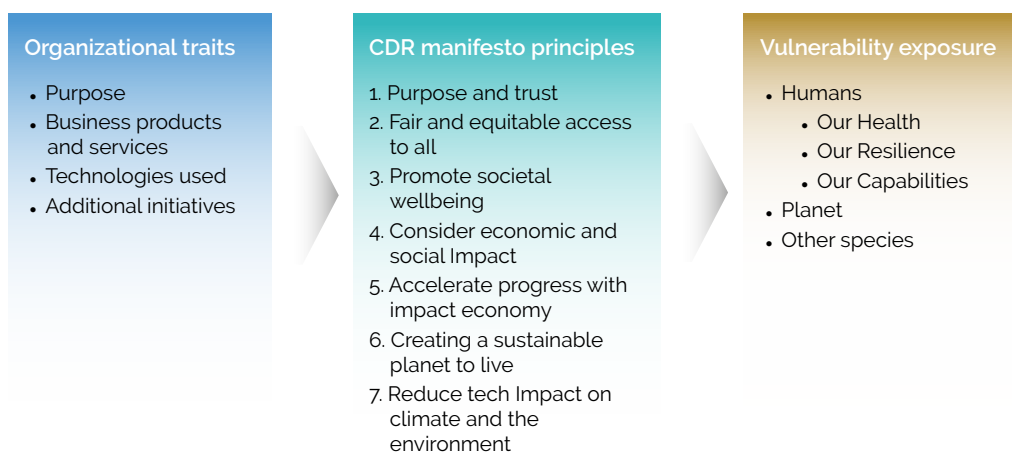 Organizational traits
• Purpose
• Business products
and services
• Technologies used
• Additional initiatives
CDR manifesto principles
1. Purpose and trust
2. Fair and equitable access
to all
3. Promote societal
wellbeing
4. Consider economic and
social Impact
5. Accelerate progress with
impact economy
6. Creating a sustainable
planet to live
7. Reduce tech Impact on
climate and the
environment
Vulnerability exposure
• Humans
• Our Health
• Our Resilience
• Our Capabilities
• Planet
• Other species